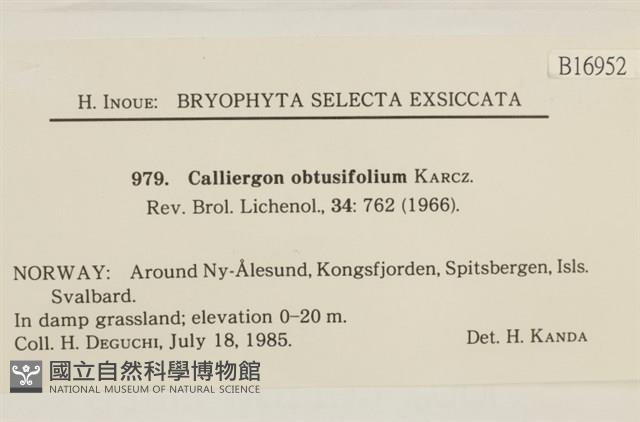 B16952
H. INOUE: BRYOPHYTA SELECTA EXSICCATA
979. Calliergon obtusifolium KARCZ.
Rev. Brol. Lichenol., 34: 762 (1966).
NORWAY: Around Ny-Ålesund, Kongsfjorden, Spitsbergen, Isls.
Svalbard.
In damp grassland; elevation 0–20 m.
Coll. H. DEGUCHI, July 18, 1985. Det. H. KANDA
國立自然科學博物館
NATIONAL MUSEUM OF NATURAL SCIENCE